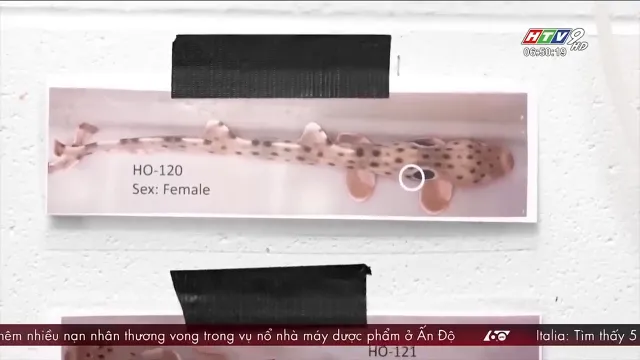 HTV9 HD
06:50:19
HO-120
Sex: Female
HO-121
nhiều nạn nhân thương vong trong vụ nổ nhà máy dược phẩm ở Ấn Độ
Italia: Tìm thấy 5